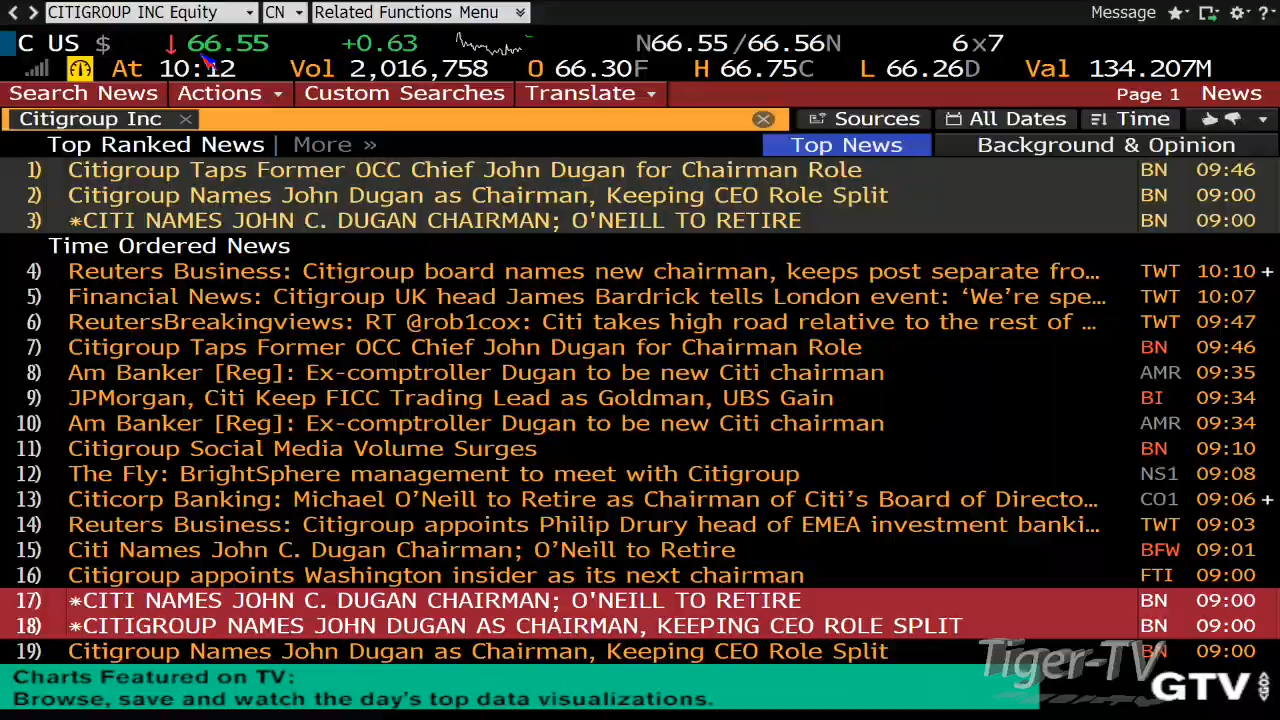 CITIGROUP INC Equity CN Related Functions Menu Message
C US $ ↓ 66.55 +0.63 N66.55/66.56N 6x7
At 10:12 Vol 2,016,758 O 66.30F H 66.75C L 66.26D Val 134.207M
Search News Actions Custom Searches Translate Page 1 News
Citigroup Inc Sources All Dates Time
Top Ranked News | More » Top News Background & Opinion
1) Citigroup Taps Former OCC Chief John Dugan for Chairman Role BN 09:46
2) Citigroup Names John Dugan as Chairman, Keeping CEO Role Split BN 09:00
3) *CITI NAMES JOHN C. DUGAN CHAIRMAN; O'NEILL TO RETIRE BN 09:00
Time Ordered News
4) Reuters Business: Citigroup board names new chairman, keeps post separate fro... TWT 10:10 +
5) Financial News: Citigroup UK head James Bardrick tells London event: ‘We’re spe... TWT 10:07
6) ReutersBreakingviews: RT @rob1cox: Citi takes high road relative to the rest of ... TWT 09:47
7) Citigroup Taps Former OCC Chief John Dugan for Chairman Role BN 09:46
8) Am Banker [Reg]: Ex-comptroller Dugan to be new Citi chairman AMR 09:35
9) JPMorgan, Citi Keep FICC Trading Lead as Goldman, UBS Gain BI 09:34
10) Am Banker [Reg]: Ex-comptroller Dugan to be new Citi chairman AMR 09:34
11) Citigroup Social Media Volume Surges BN 09:10
12) The Fly: BrightSphere management to meet with Citigroup NS1 09:08
13) Citicorp Banking: Michael O’Neill to Retire as Chairman of Citi’s Board of Directo... CO1 09:06 +
14) Reuters Business: Citigroup appoints Philip Drury head of EMEA investment banki... TWT 09:03
15) Citi Names John C. Dugan Chairman; O’Neill to Retire BFW 09:01
16) Citigroup appoints Washington insider as its next chairman FTI 09:00
17) *CITI NAMES JOHN C. DUGAN CHAIRMAN; O'NEILL TO RETIRE BN 09:00
18) *CITIGROUP NAMES JOHN DUGAN AS CHAIRMAN, KEEPING CEO ROLE SPLIT BN 09:00
19) Citigroup Names John Dugan as Chairman, Keeping CEO Role Split BN 09:00
Tiger-TV
Charts Featured on TV:
Browse, save and watch the day's top data visualizations.
GTV